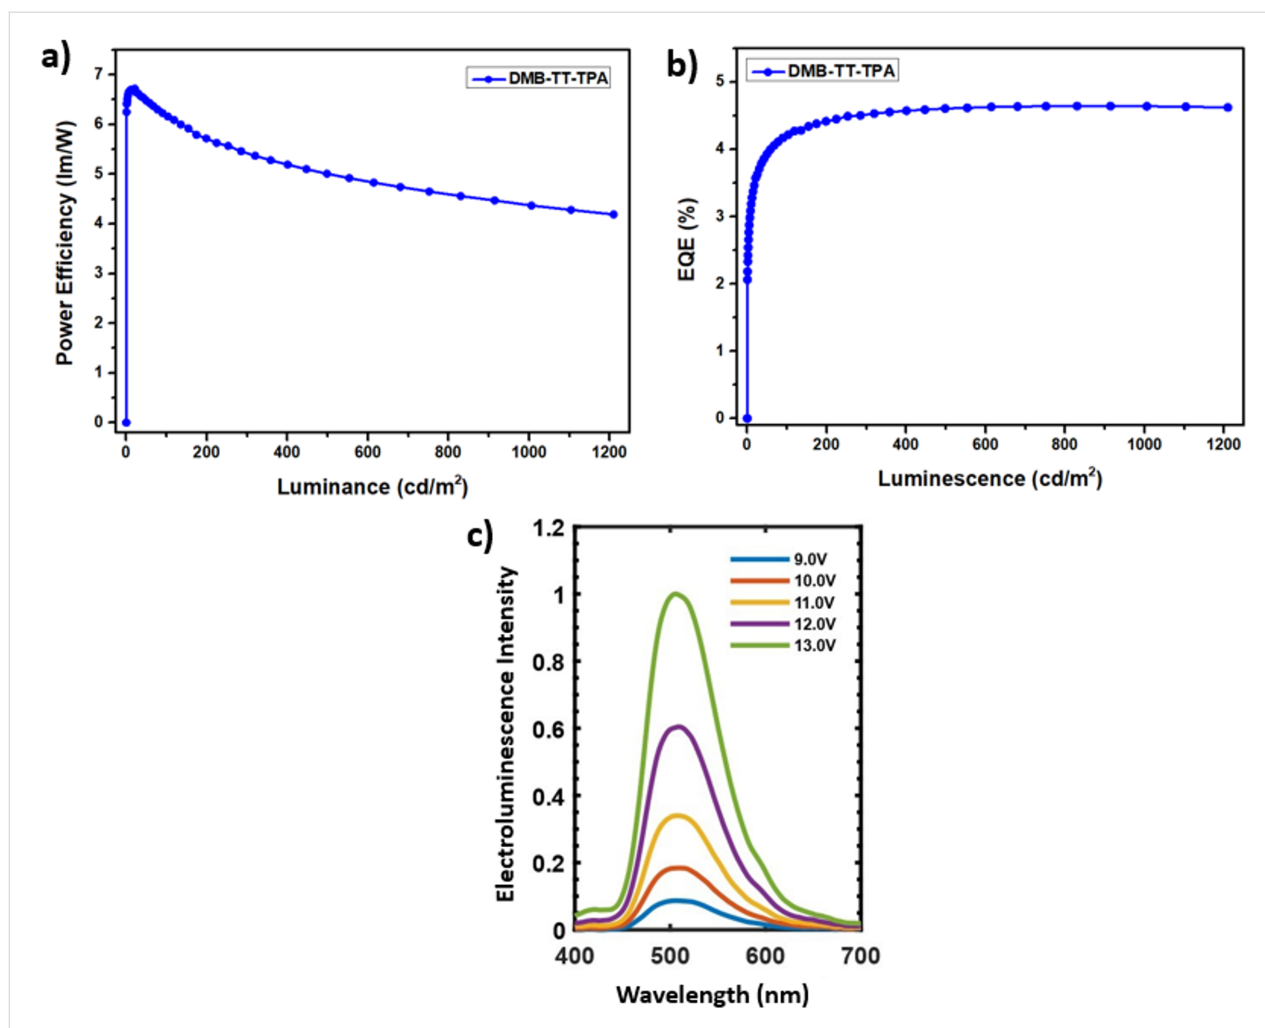 a)
DMB-TT-TPA
Power Efficiency (lm/W)
7
6
5
4
3
2
1
0
0 200 400 600 800 1000 1200
Luminance (cd/m²)
b)
DMB-TT-TPA
EQE (%)
5
4
3
2
1
0
0 200 400 600 800 1000 1200
Luminescence (cd/m²)
c)
Electroluminescence Intensity
1.2
1
0.8
0.6
0.4
0.2
0
9.0V
10.0V
11.0V
12.0V
13.0V
400 500 600 700
Wavelength (nm)